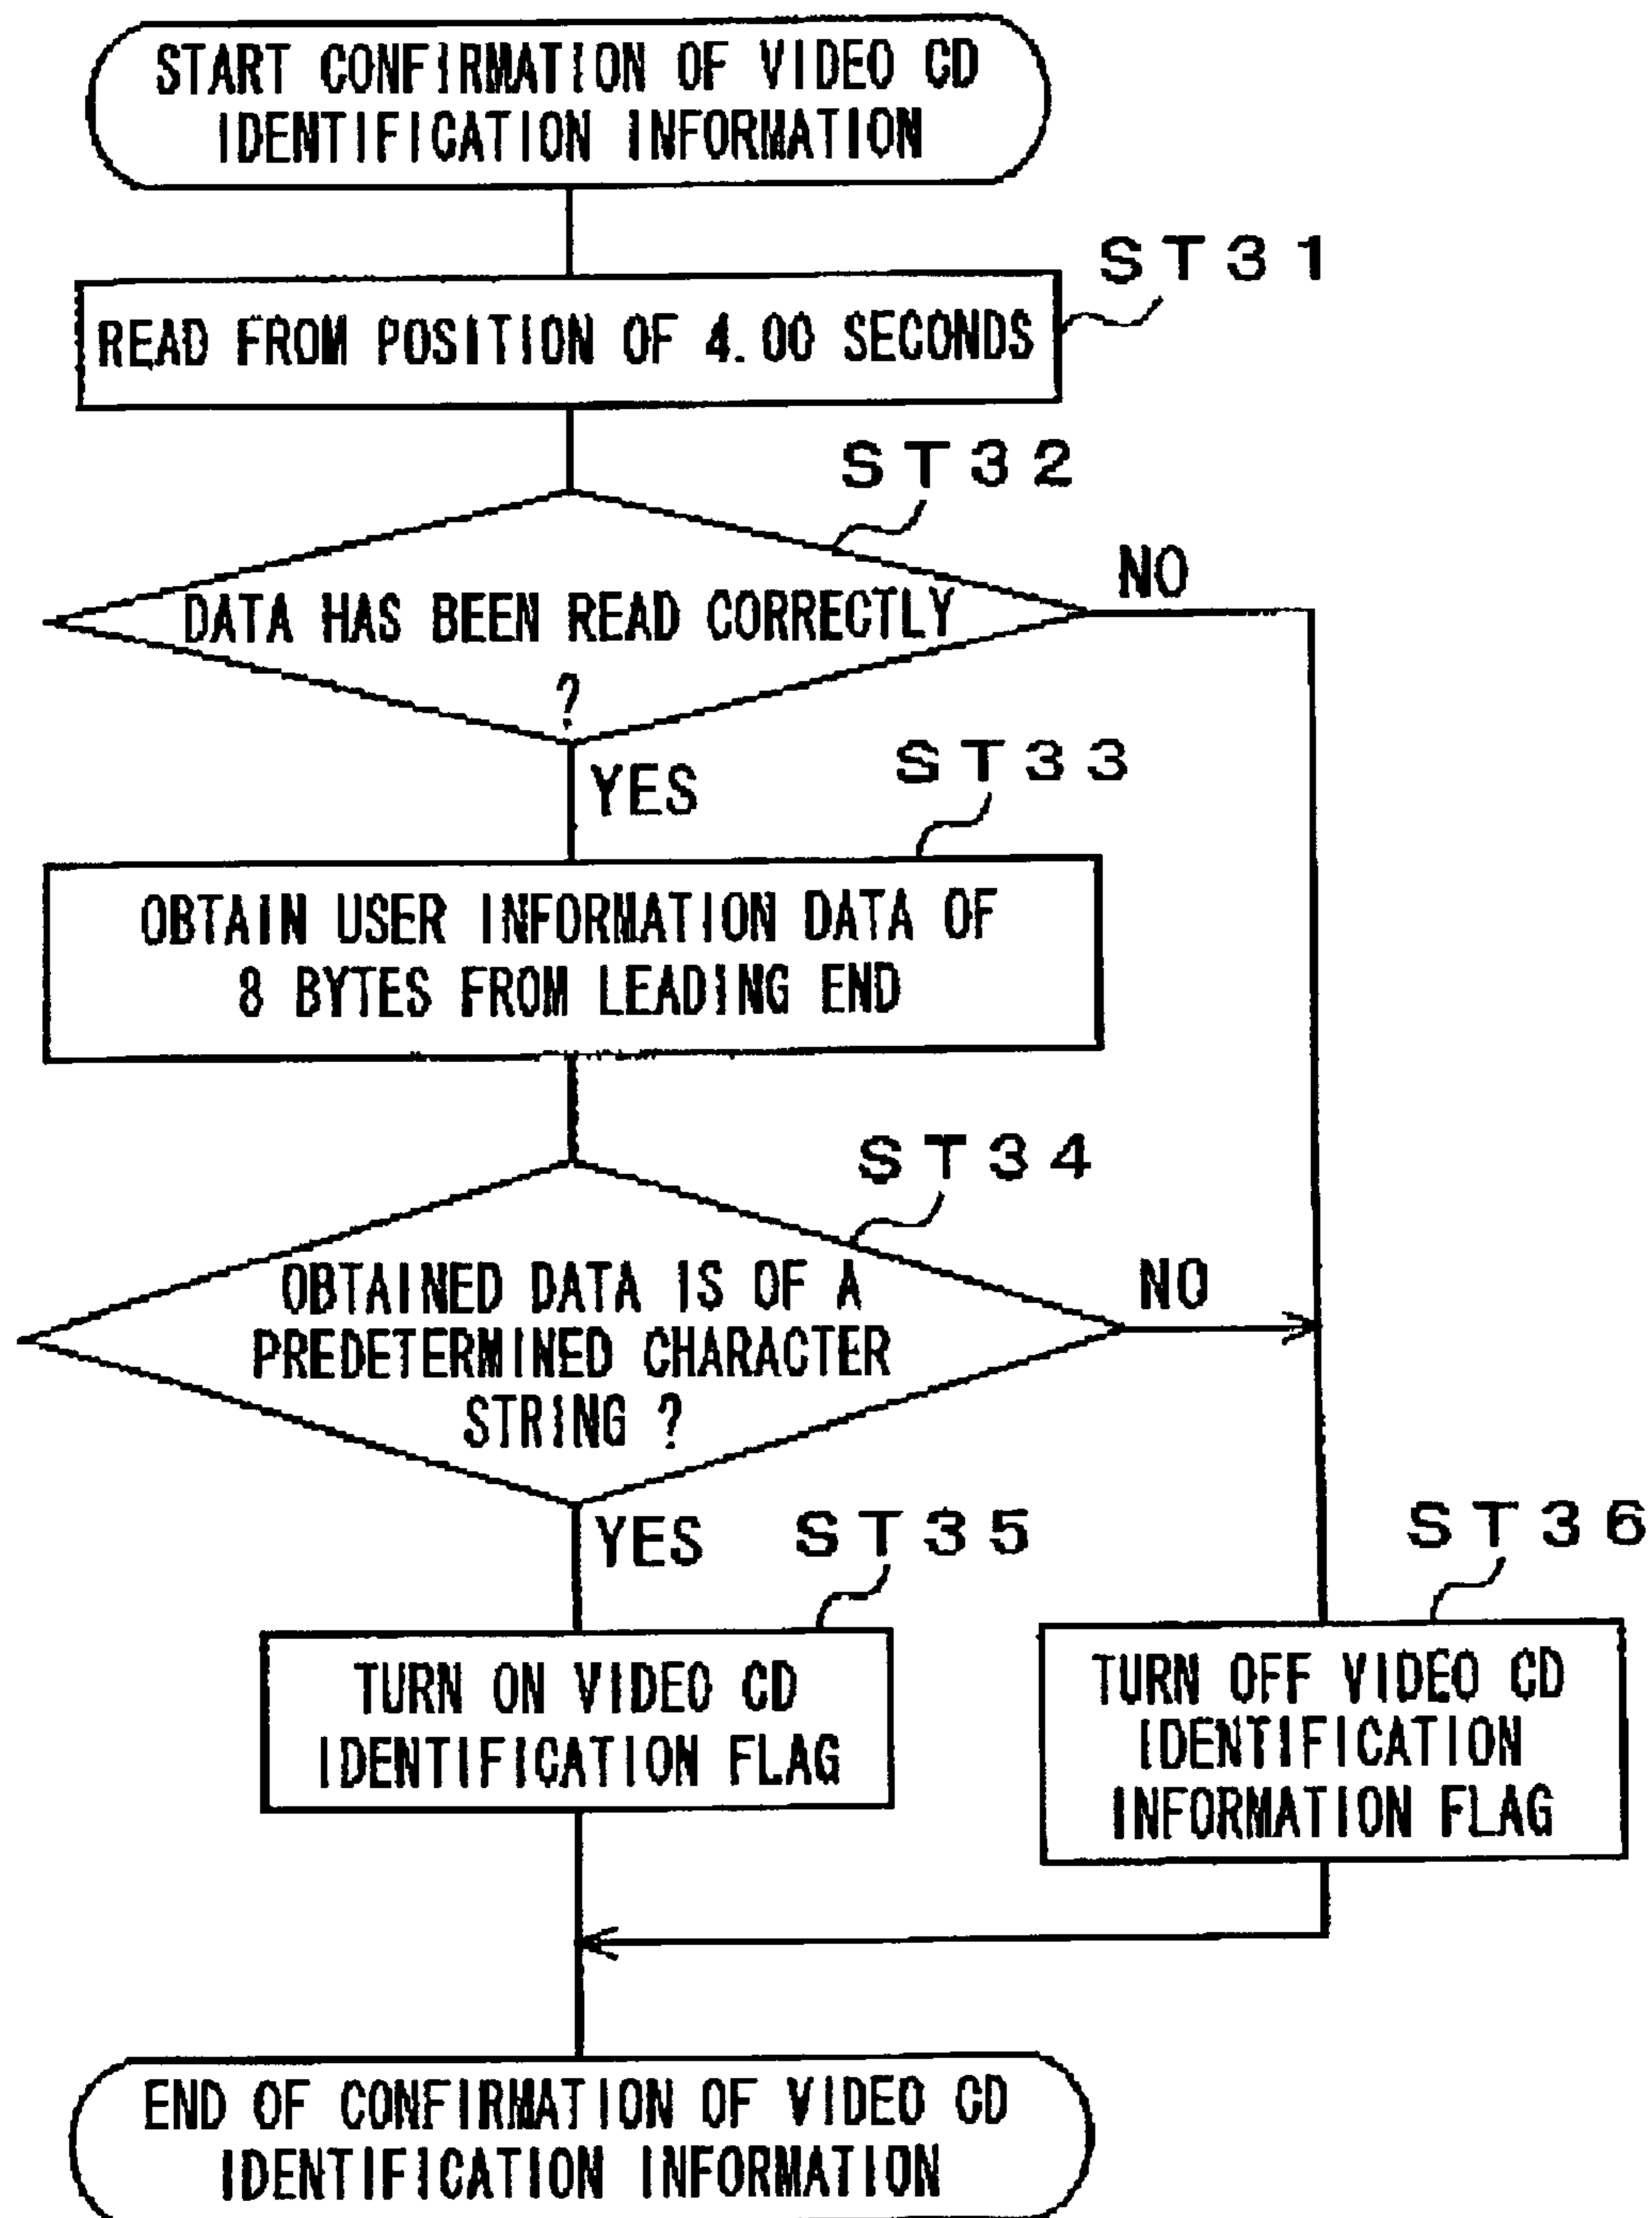 START CONFIRMATION OF VIDEO CD
IDENTIFICATION INFORMATION
ST31
READ FROM POSITION OF 4.00 SECONDS
ST32
NO
DATA HAS BEEN READ CORRECTLY
?
YES
ST33
OBTAIN USER INFORMATION DATA OF
8 BYTES FROM LEADING END
ST34
OBTAINED DATA IS OF A
PREDETERMINED CHARACTER
STRING ?
NO
YES
ST35
ST36
TURN ON VIDEO CD
IDENTIFICATION FLAG
TURN OFF VIDEO CD
IDENTIFICATION
INFORMATION FLAG
END OF CONFIRMATION OF VIDEO CD
IDENTIFICATION INFORMATION